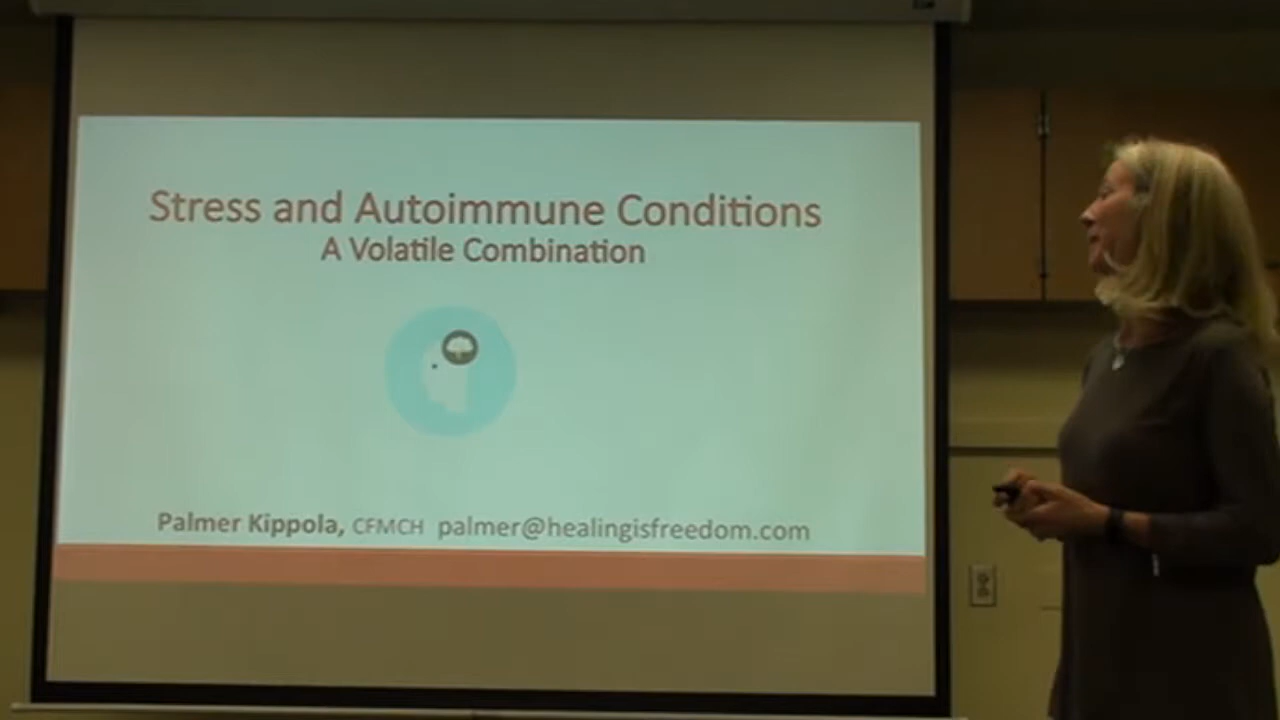 Stress and Autoimmune Conditions
A Volatile Combination
Palmer Kippola, CFMCH palmer@healingisfreedom.com